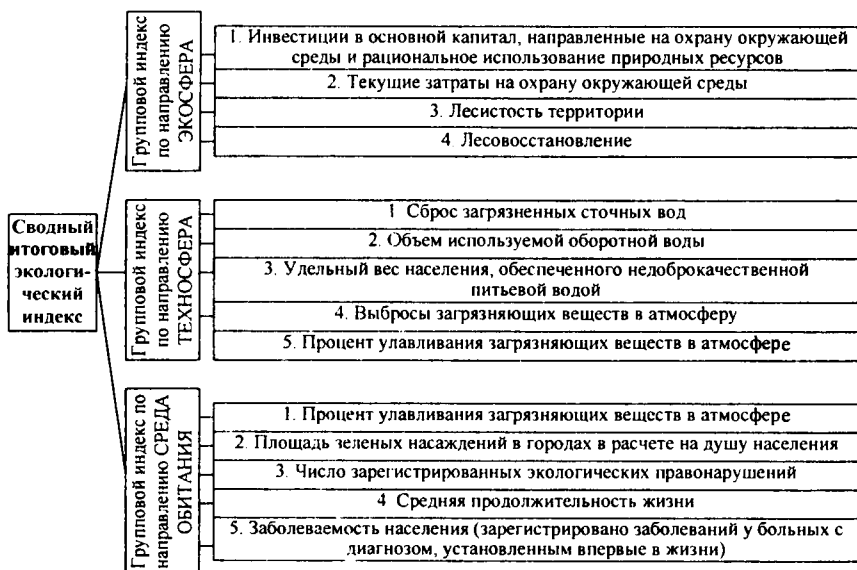 Сводный
итоговый
экологи-
ческий
индекс
Групповой индекс
по направлению
ЭКОСФЕРА
1. Инвестиции в основной капитал, направленные на охрану окружающей
среды и рациональное использование природных ресурсов
2. Текущие затраты на охрану окружающей среды
3. Лесистость территории
4 Лесовосстановление
Групповой индекс
по направлению
ТЕХНОСФЕРА
1 Сброс загрязненных сточных вод
2. Объем используемой оборотной воды
3. Удельный вес населения, обеспеченного недоброкачественной
питьевой водой
4. Выбросы загрязняющих веществ в атмосферу
5. Процент улавливания загрязняющих веществ в атмосфере
Групповой индекс по
направлению СРЕДА
ОБИТАНИЯ
1. Процент улавливания загрязняющих веществ в атмосфере
2. Площадь зеленых насаждений в городах в расчете на душу населения
3. Число зарегистрированных экологических правонарушений
4 Средняя продолжительность жизни
5. Заболеваемость населения (зарегистрировано заболеваний у больных с
диагнозом, установленным впервые в жизни)